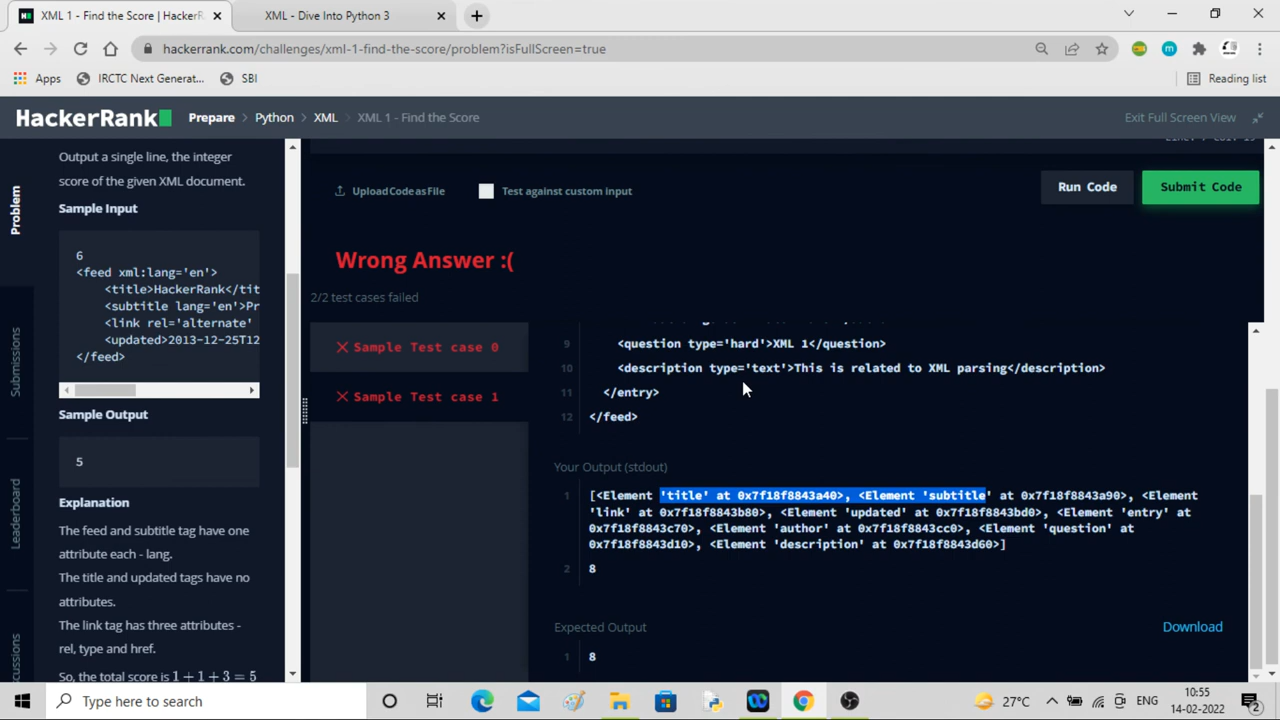 XML 1 - Find the Score | HackerR
XML - Dive Into Python 3
hackerrank.com/challenges/xml-1-find-the-score/problem?isFullScreen=true
Apps
IRCTC Next Generat...
SBI
Reading list
HackerRank
Prepare > Python > XML > XML 1 - Find the Score
Exit Full Screen View
Problem
Submissions
Leaderboard
Output a single line, the integer
score of the given XML document.
Sample Input
6
<feed xml:lang='en'>
<title>HackerRank</tit
<subtitle lang='en'>Pr
<link rel='alternate'
<updated>2013-12-25T12
</feed>
Sample Output
5
Explanation
The feed and subtitle tag have one
attribute each - lang.
The title and updated tags have no
attributes.
The link tag has three attributes -
rel, type and href.
So, the total score is 1 + 1 + 3 = 5
Upload Code as File
Test against custom input
Run Code
Submit Code
Wrong Answer :(
2/2 test cases failed
Sample Test case 0
Sample Test case 1
9 <question type='hard'>XML 1</question>
10 <description type='text'>This is related to XML parsing</description>
11 </entry>
12 </feed>
Your Output (stdout)
1 [<Element 'title' at 0x7f18f8843a40>, <Element 'subtitle' at 0x7f18f8843a90>, <Element
'link' at 0x7f18f8843b80>, <Element 'updated' at 0x7f18f8843bd0>, <Element 'entry' at
0x7f18f8843c70>, <Element 'author' at 0x7f18f8843cc0>, <Element 'question' at
0x7f18f8843d10>, <Element 'description' at 0x7f18f8843d60>]
2 8
Expected Output
Download
1 8
Type here to search
27°C
ENG
10:55
14-02-2022
2